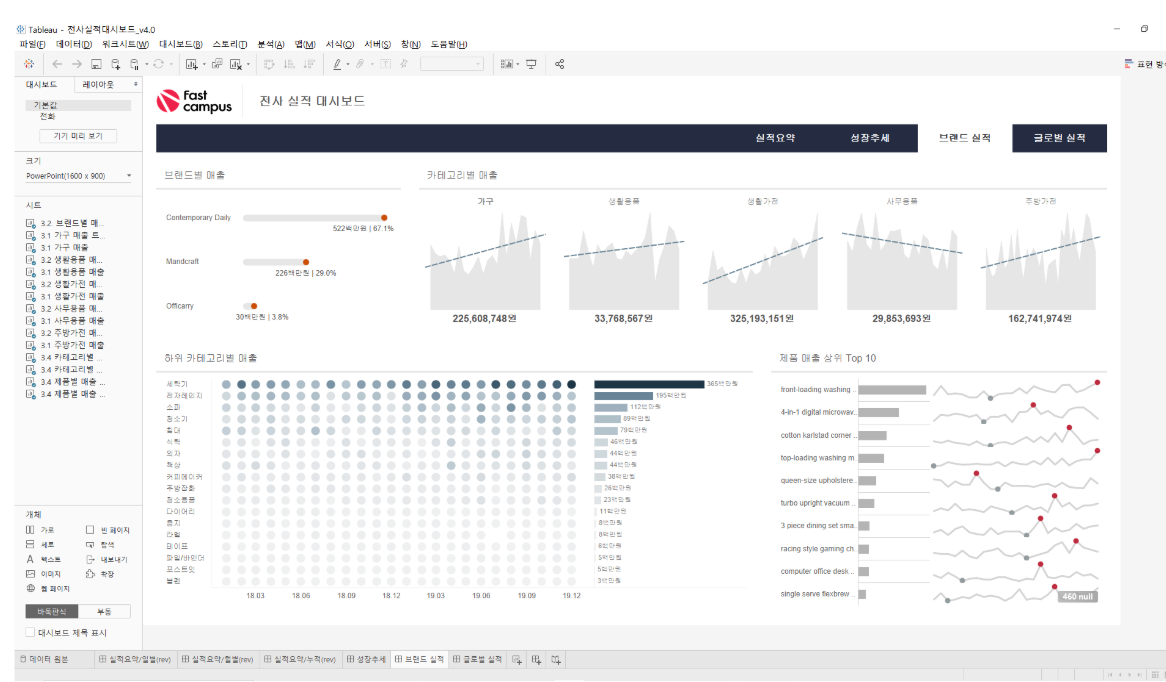 Tableau - 전사실적대시보드_v4.0
파일(F) 데이터(D) 워크시트(W) 대시보드(B) 스토리(T) 분석(A) 맵(M) 서식(O) 서버(S) 창(N) 도움말(H)
표현 방식
대시보드 레이아웃
기본값
전화
기기 미리 보기
크기
PowerPoint(1600 x 900)
시트
3.2. 브랜드별 매...
3.1 가구 매출 트...
3.1 가구 매출
3.2 생활용품 매...
3.1 생활용품 매출
3.2 생활가전 매...
3.1 생활가전 매출
3.2 사무용품 매...
3.1 사무용품 매출
3.2 주방가전 매...
3.1 주방가전 매출
3.4 카테고리별 ...
3.4 카테고리별 ...
3.4 제품별 매출 ...
3.4 제품별 매출 ...
개체
가로 빈 페이지
세로 탐색
텍스트 내보내기
이미지 확장
웹 페이지
바둑판식 부동
대시보드 제목 표시
Fast campus
전사 실적 대시보드
실적요약 성장추세 브랜드 실적 글로벌 실적
브랜드별 매출
Contemporary Daily
522백만원 | 67.1%
Mandcraft
226백만원 | 29.0%
Officarry
30백만원 | 3.8%
카테고리별 매출
가구 생활용품 생활가전 사무용품 주방가전
225,608,748원 33,768,567원 325,193,151원 29,853,693원 162,741,974원
하위 카테고리별 매출
세탁기 365백만원
전자레인지 195백만원
소파 112백만원
청소기 89백만원
침대 79백만원
식탁 46백만원
의자 44백만원
책상 44백만원
커피메이커 38백만원
주방잡화 26백만원
청소용품 23백만원
다이어리 11백만원
휴지 8백만원
라벨 8백만원
테이프 6백만원
파일/바인더 5백만원
포스트잇 5백만원
볼펜 3백만원
18.03 18.06 18.09 18.12 19.03 19.06 19.09 19.12
제품 매출 상위 Top 10
front-loading washing ..
4-in-1 digital microwav..
cotton karlstad corner ..
top-loading washing m..
queen-size upholstere..
turbo upright vacuum ..
3 piece dining set sma..
racing style gaming ch..
computer office desk ..
single serve flexbrew ..
460 null
데이터 원본 실적요약/일별(rev) 실적요약/월별(rev) 실적요약/누적(rev) 성장추세 브랜드 실적 글로벌 실적